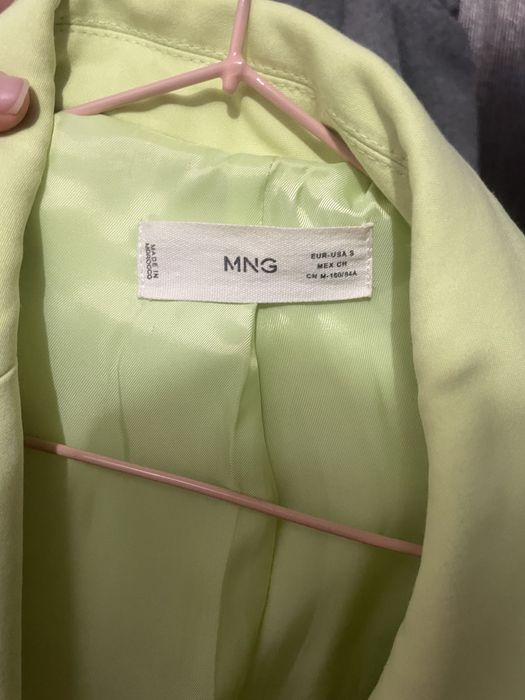 MADE IN
MOROCCO
MNG
EUR-USA S
MEX CH
CN M-160/84A